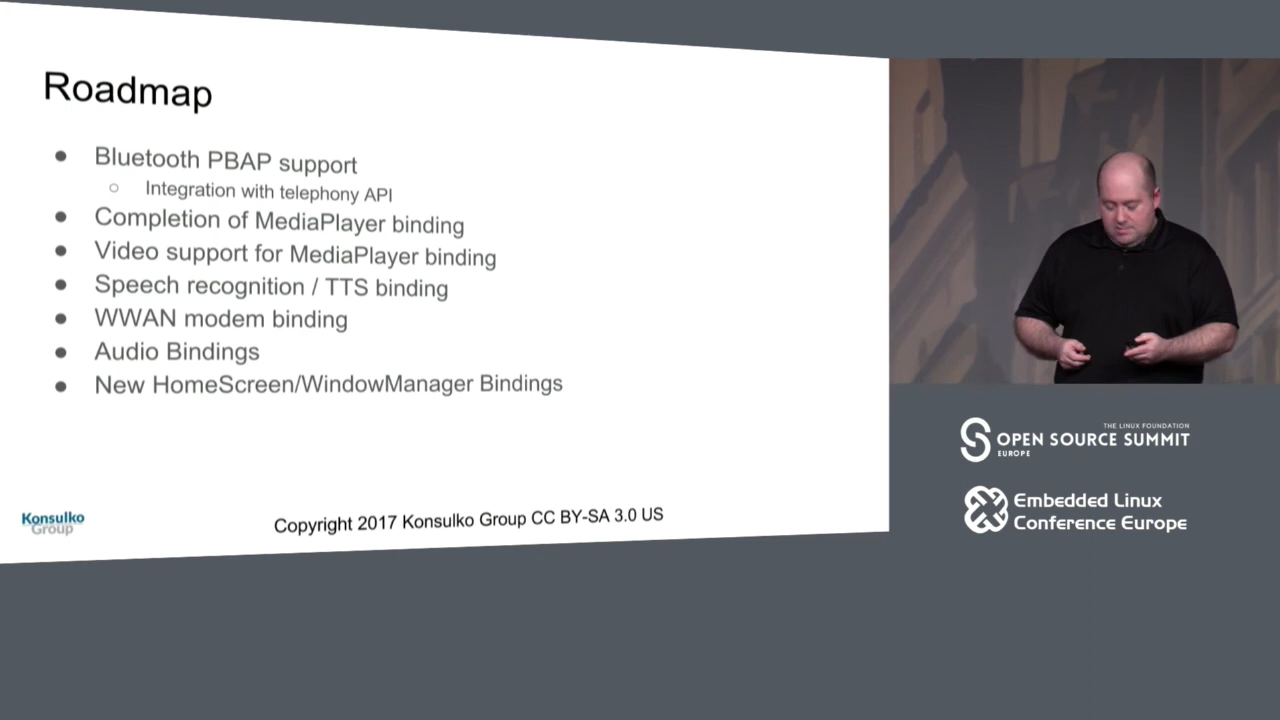 Roadmap
● Bluetooth PBAP support
○ Integration with telephony API
● Completion of MediaPlayer binding
● Video support for MediaPlayer binding
● Speech recognition / TTS binding
● WWAN modem binding
● Audio Bindings
● New HomeScreen/WindowManager Bindings
Konsulko
Group
Copyright 2017 Konsulko Group CC BY-SA 3.0 US
THE LINUX FOUNDATION
OPEN SOURCE SUMMIT
EUROPE
Embedded Linux
Conference Europe